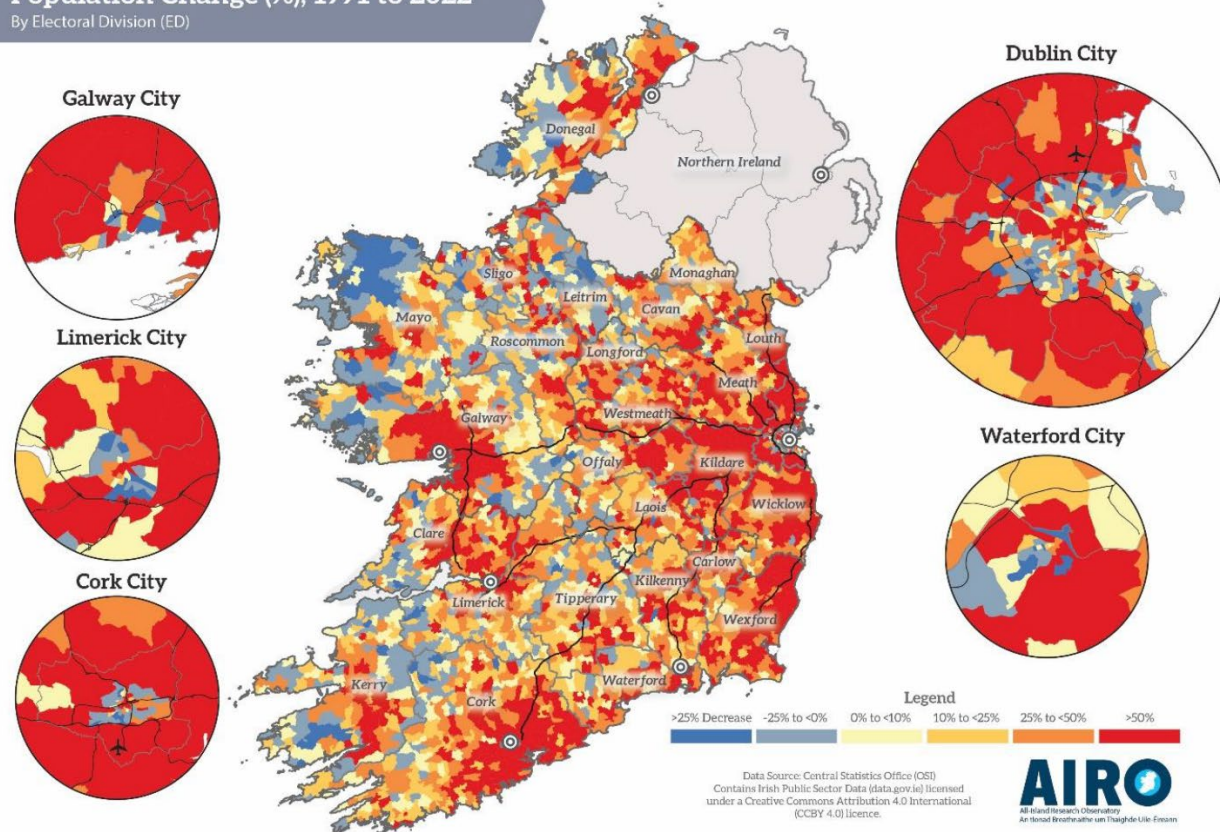 Population Change (%), 1991 to 2022
By Electoral Division (ED)
Galway City
Limerick City
Cork City
Dublin City
Waterford City
Donegal
Northern Ireland
Sligo
Monaghan
Leitrim
Cavan
Mayo
Roscommon
Longford
Louth
Meath
Westmeath
Galway
Offaly
Kildare
Laois
Wicklow
Clare
Carlow
Limerick
Tipperary
Kilkenny
Wexford
Kerry
Cork
Waterford
Legend
>25% Decrease
-25% to <0%
0% to <10%
10% to <25%
25% to <50%
>50%
Data Source: Central Statistics Office (OSI)
Contains Irish Public Sector Data (data.gov.ie) licensed
under a Creative Commons Attribution 4.0 International
(CCBY 4.0) licence.
AIRO
All-Island Research Observatory
An tIonad Breathnaithe um Thaighde Uile-Éireann